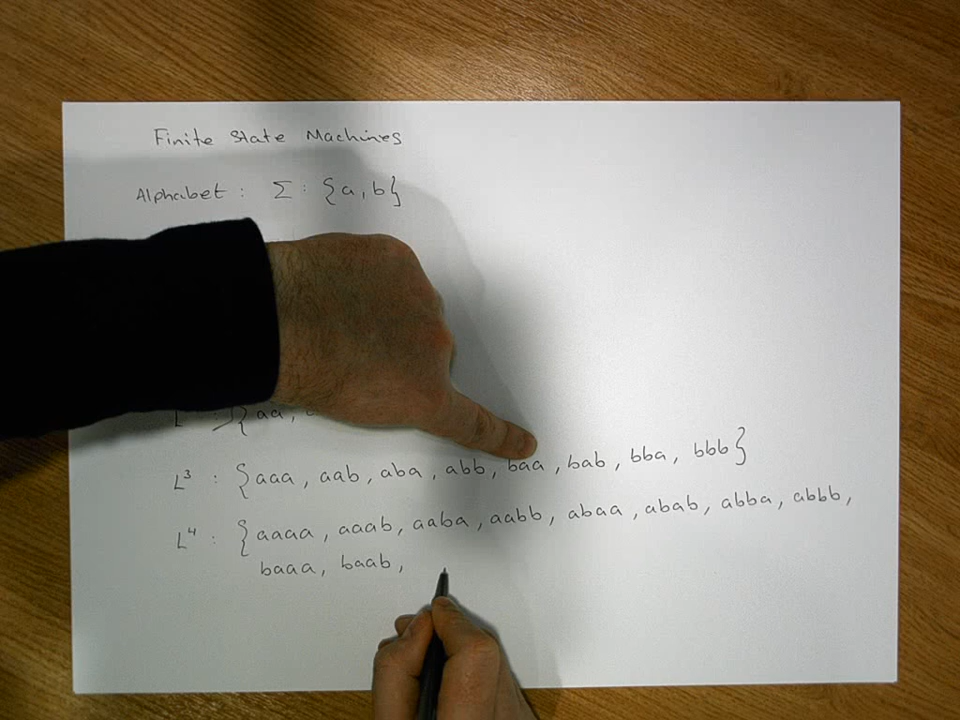 Finite State Machines
Alphabet : Σ : {a, b}
L : {aa,
L³ : {aaa, aab, aba, abb, baa, bab, bba, bbb}
L⁴ : {aaaa, aaab, aaba, aabb, abaa, abab, abba, abbb,
baaa, baab,